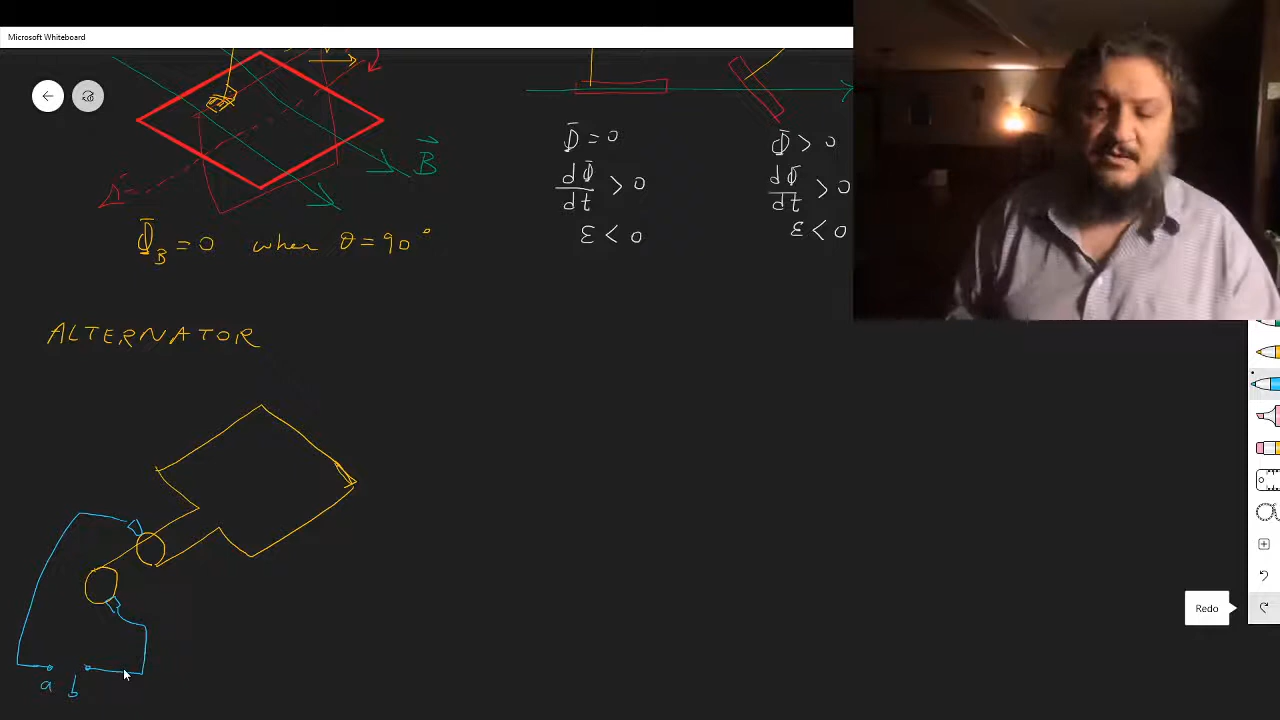 Microsoft Whiteboard
B
Φ_B = 0 when θ = 90°
Φ = 0
dΦ/dt > 0
ε < 0
Φ > 0
dΦ/dt > 0
ε < 0
ALTERNATOR
a b
Redo